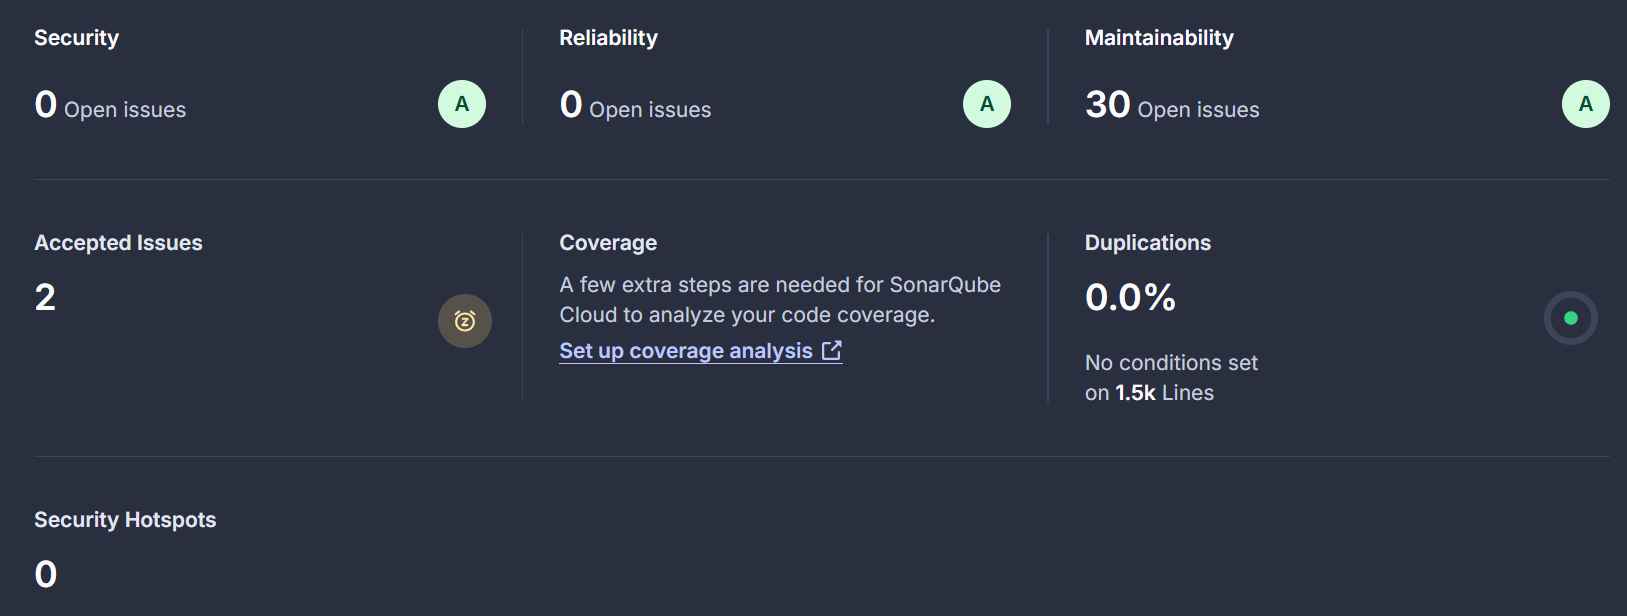 Security
0 Open issues
A
Reliability
0 Open issues
A
Maintainability
30 Open issues
A
Accepted Issues
2
z
Coverage
A few extra steps are needed for SonarQube
Cloud to analyze your code coverage.
Set up coverage analysis
Duplications
0.0%
No conditions set
on 1.5k Lines
Security Hotspots
0